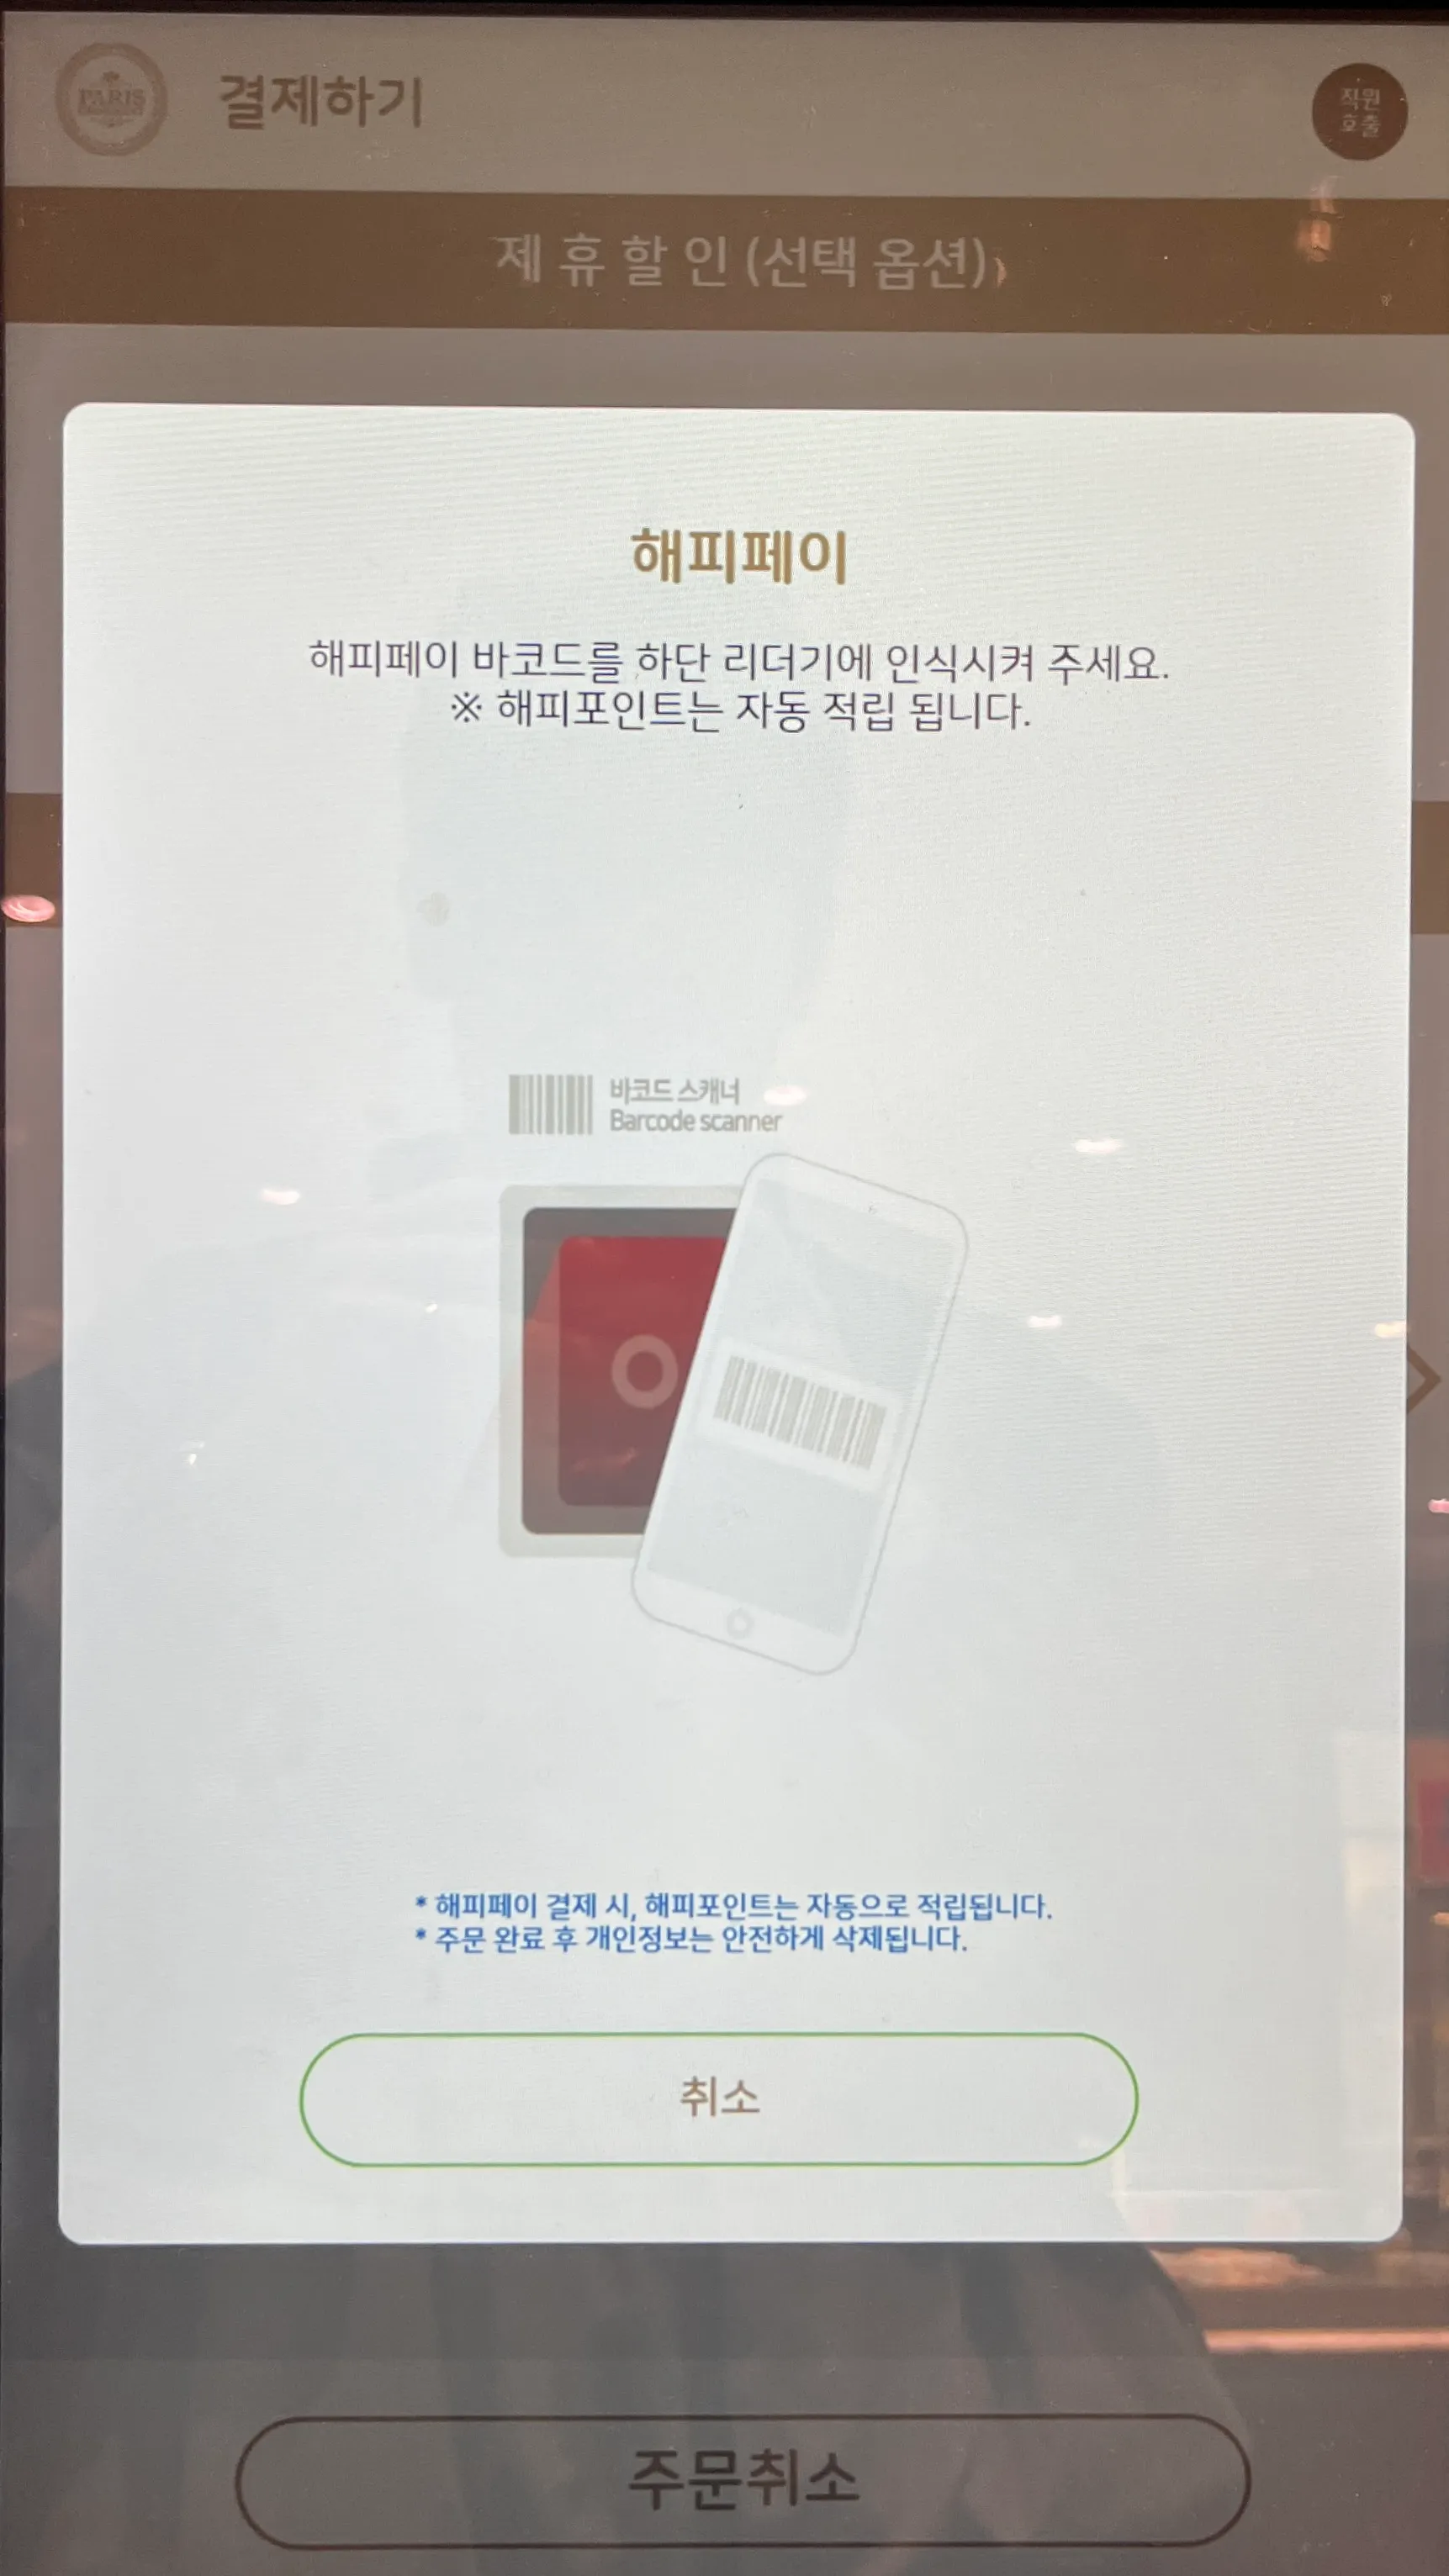 PARIS
결제하기
직원
호출
제 휴 할 인 (선택 옵션)
해피페이
해피페이 바코드를 하단 리더기에 인식시켜 주세요.
※ 해피포인트는 자동 적립 됩니다.
바코드 스캐너
Barcode scanner
* 해피페이 결제 시, 해피포인트는 자동으로 적립됩니다.
* 주문 완료 후 개인정보는 안전하게 삭제됩니다.
취소
주문취소